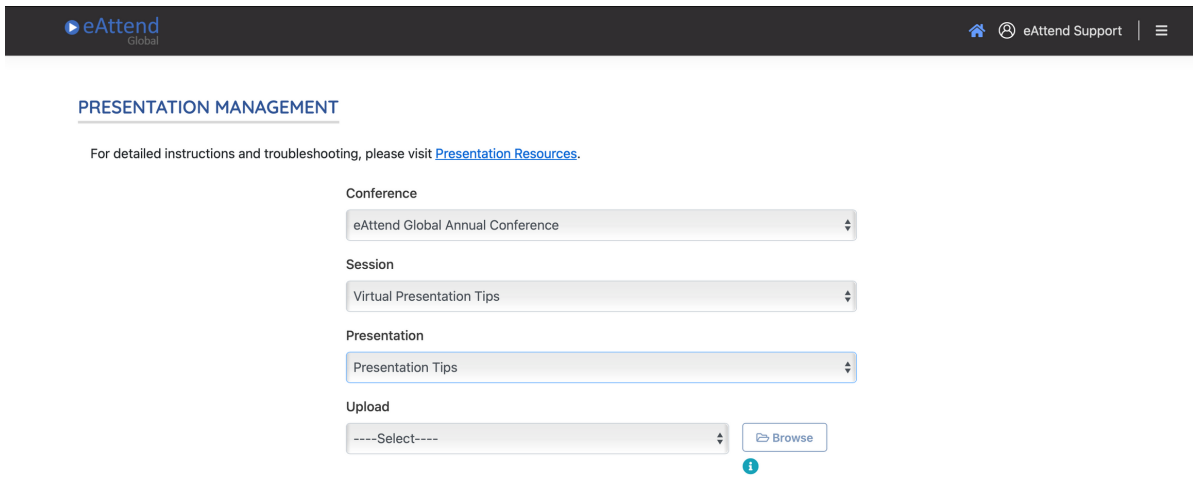 eAttend
Global
eAttend Support
PRESENTATION MANAGEMENT
For detailed instructions and troubleshooting, please visit Presentation Resources.
Conference
eAttend Global Annual Conference
Session
Virtual Presentation Tips
Presentation
Presentation Tips
Upload
----Select----
Browse
i